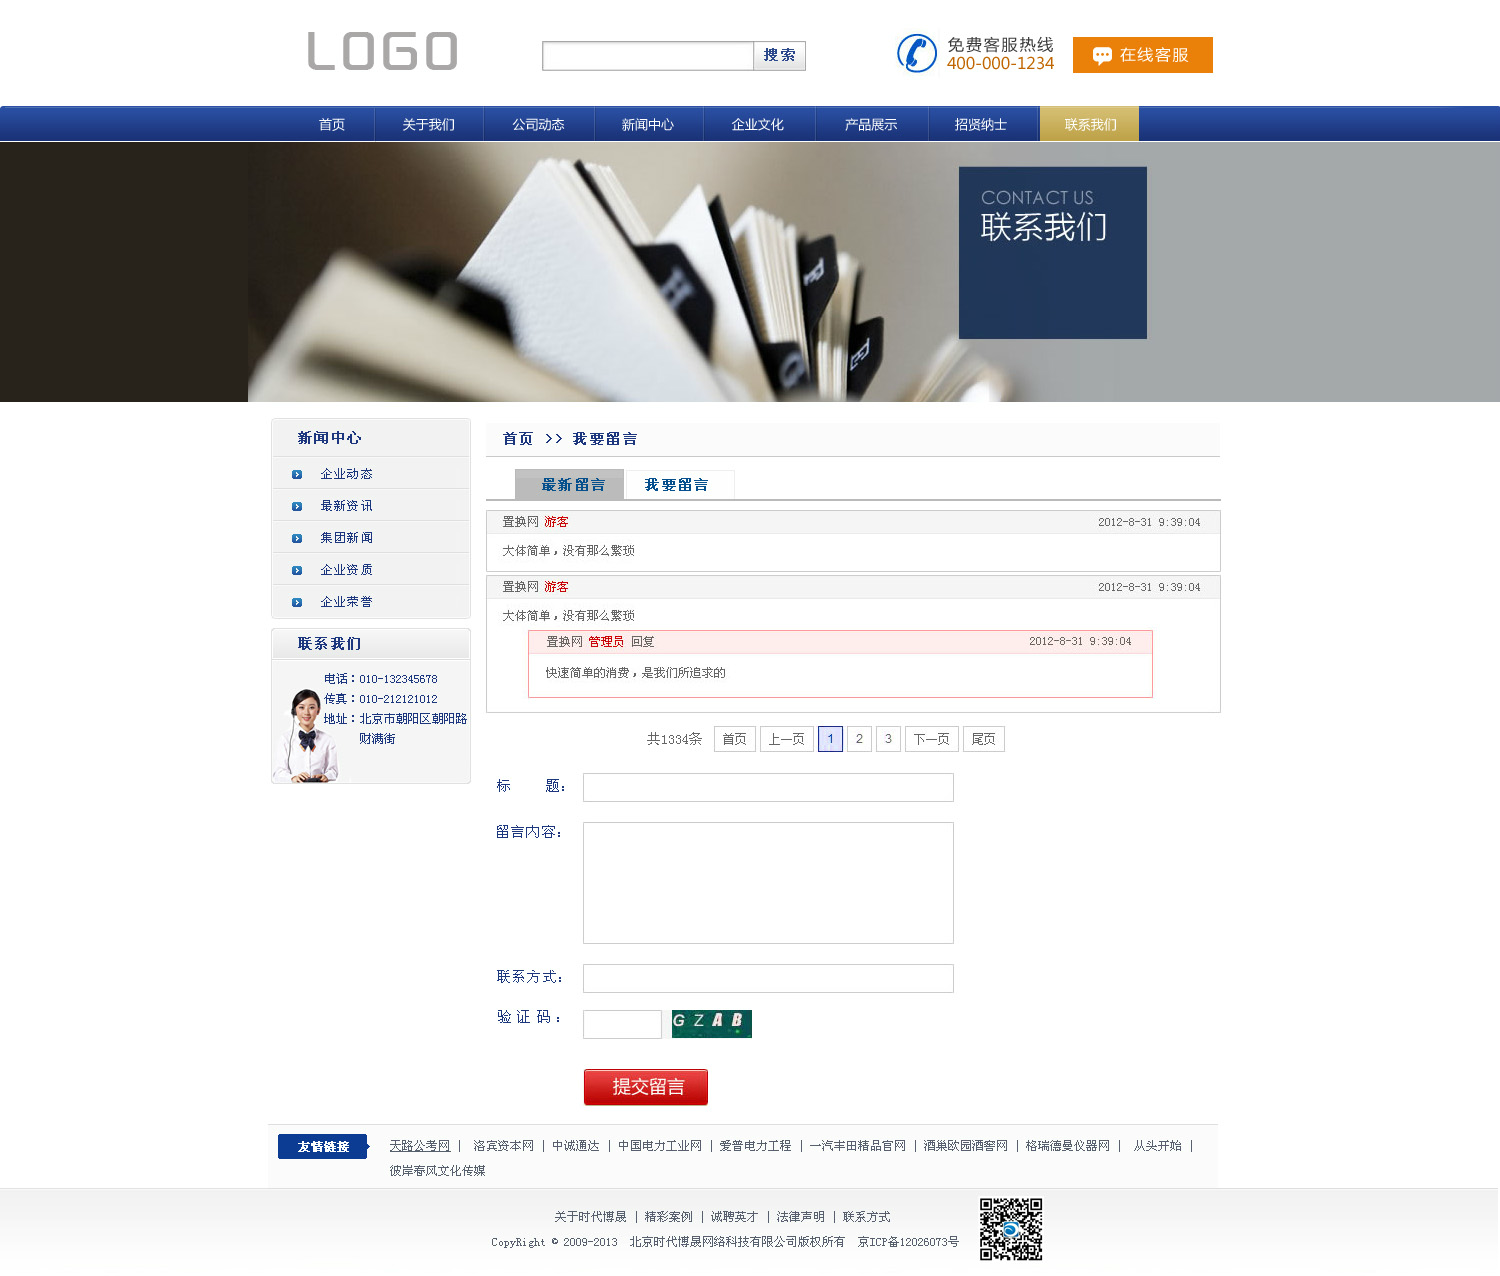 LOGO
搜索
免费客服热线
400-000-1234
在线客服
首页 关于我们 公司动态 新闻中心 企业文化 产品展示 招贤纳士 联系我们
CONTACT US
联系我们
H
新闻中心
企业动态
最新资讯
集团新闻
企业资质
企业荣誉
联系我们
电话：010-132345678
传真：010-212121012
地址：北京市朝阳区朝阳路
财满街
首页 >> 我要留言
最新留言 我要留言
置换网 游客 2012-8-31 9:39:04
大体简单，没有那么繁琐
置换网 游客 2012-8-31 9:39:04
大体简单，没有那么繁琐
置换网 管理员 回复 2012-8-31 9:39:04
快速简单的消费，是我们所追求的
共1334条 首页 上一页 1 2 3 下一页 尾页
标 题：
留言内容：
联系方式：
验证码： GZAB
提交留言
友情链接 天路公考网 | 洛宾资本网 | 中诚通达 | 中国电力工业网 | 爱普电力工程 | 一汽丰田精品官网 | 酒巢欧园酒窖网 | 格瑞德曼仪器网 | 从头开始 |
彼岸春风文化传媒
关于时代博晟 | 精彩案例 | 诚聘英才 | 法律声明 | 联系方式
CopyRight © 2009-2013 北京时代博晟网络科技有限公司版权所有 京ICP备12026073号